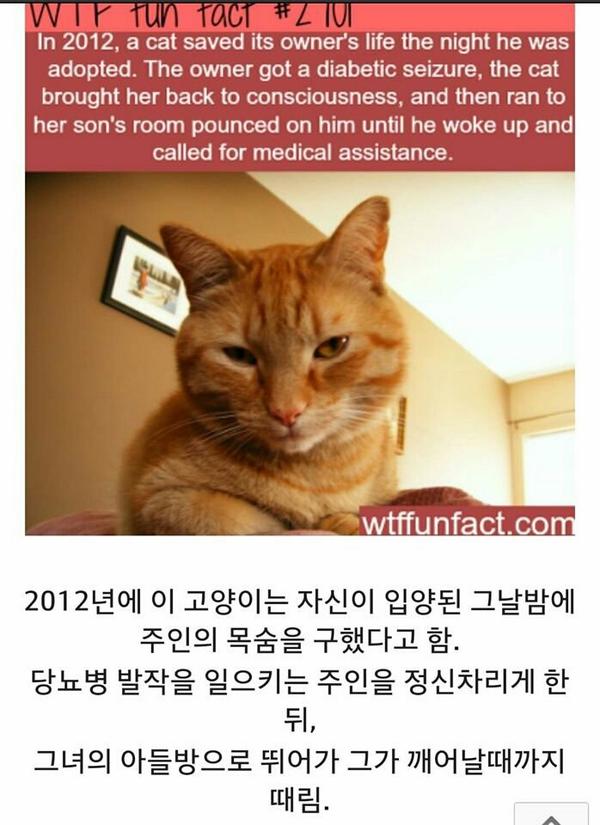 WTF fun fact #2101
In 2012, a cat saved its owner's life the night he was
adopted. The owner got a diabetic seizure, the cat
brought her back to consciousness, and then ran to
her son's room pounced on him until he woke up and
called for medical assistance.
wtffunfact.com
2012년에 이 고양이는 자신이 입양된 그날밤에
주인의 목숨을 구했다고 함.
당뇨병 발작을 일으키는 주인을 정신차리게 한
뒤,
그녀의 아들방으로 뛰어가 그가 깨어날때까지
때림.